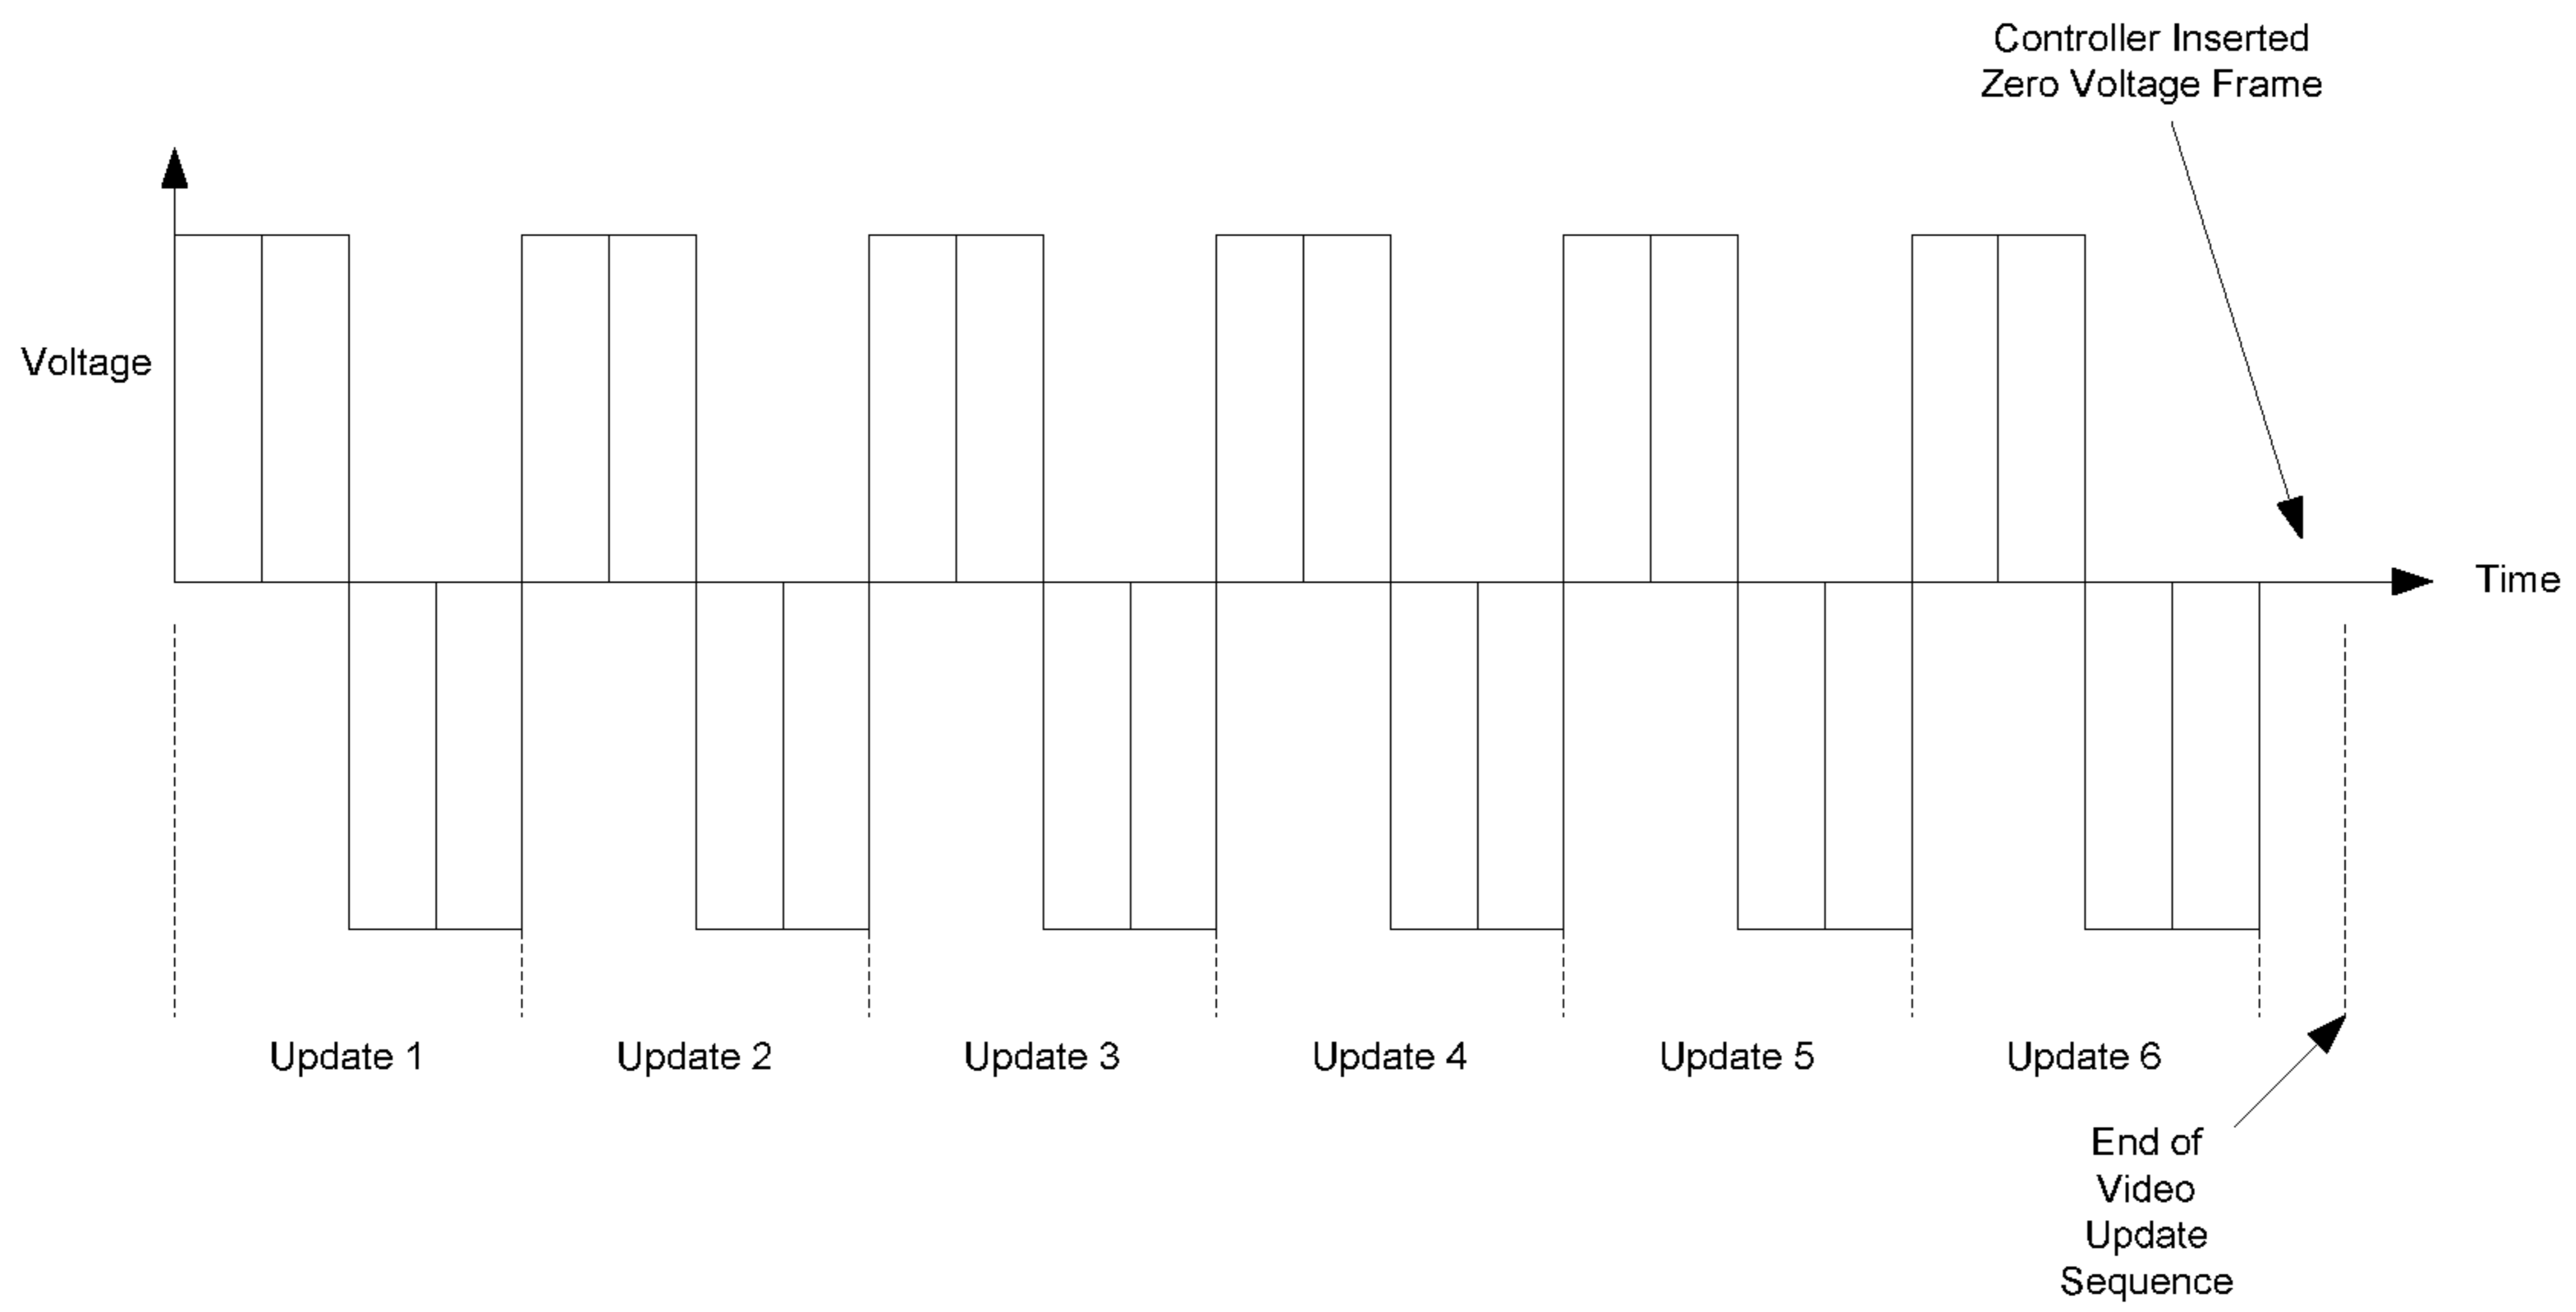 Controller Inserted
Zero Voltage Frame
Voltage
Time
Update 1
Update 2
Update 3
Update 4
Update 5
Update 6
End of
Video
Update
Sequence